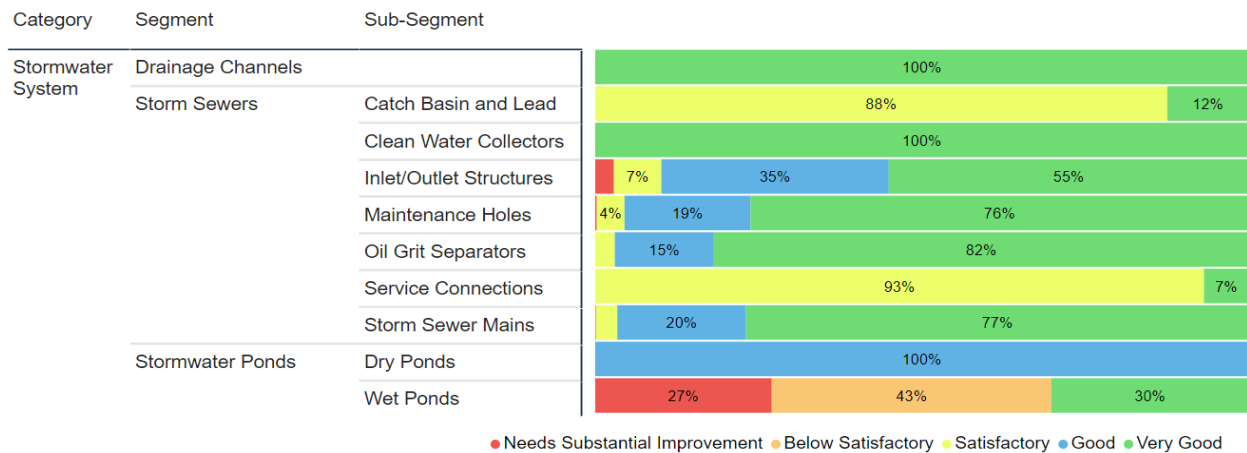 Category Segment Sub-Segment
Stormwater System Drainage Channels 100%
Storm Sewers Catch Basin and Lead 88% 12%
Clean Water Collectors 100%
Inlet/Outlet Structures 7% 35% 55%
Maintenance Holes 4% 19% 76%
Oil Grit Separators 15% 82%
Service Connections 93% 7%
Storm Sewer Mains 20% 77%
Stormwater Ponds Dry Ponds 100%
Wet Ponds 27% 43% 30%
Needs Substantial Improvement Below Satisfactory Satisfactory Good Very Good